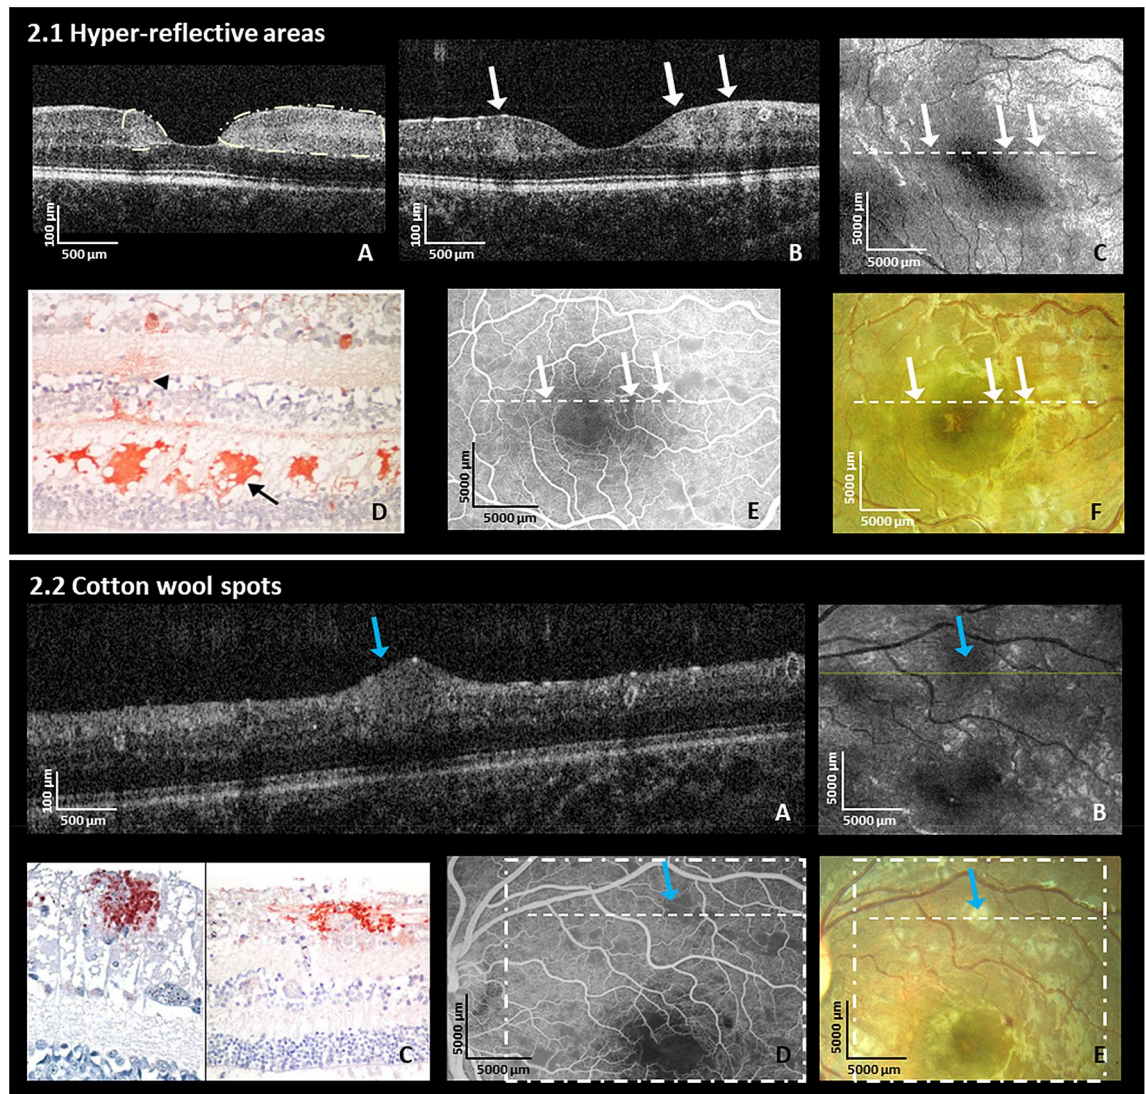 2.1 Hyper-reflective areas
100 µm
500 µm
A
100 µm
500 µm
B
5000 µm
5000 µm
C
D
5000 µm
5000 µm
E
5000 µm
5000 µm
F
2.2 Cotton wool spots
100 µm
500 µm
A
5000 µm
5000 µm
B
C
5000 µm
5000 µm
D
5000 µm
5000 µm
E